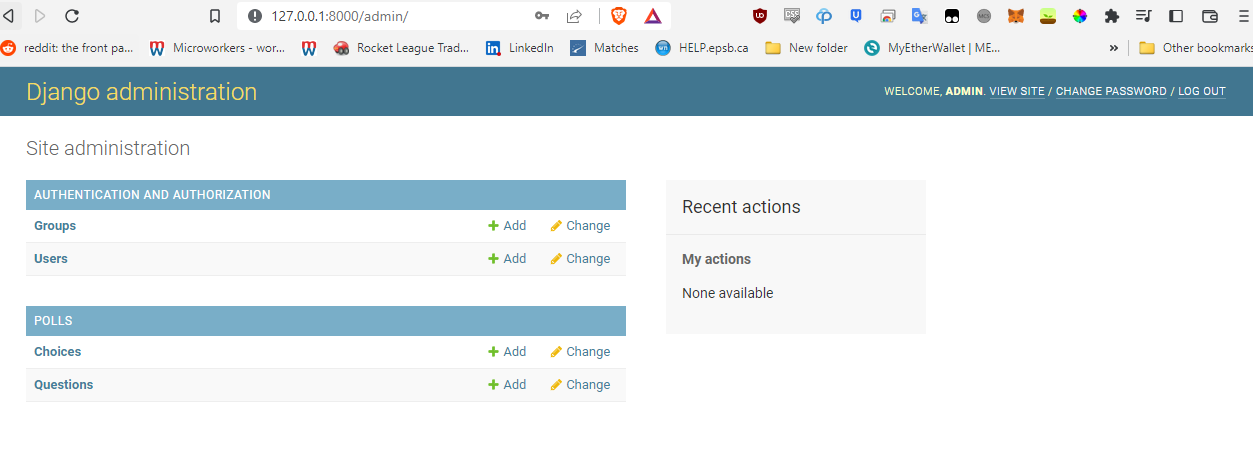 127.0.0.1:8000/admin/
reddit: the front pa... Microworkers - wor... Rocket League Trad... LinkedIn Matches HELP.epsb.ca New folder MyEtherWallet | ME... » Other bookmarks
Django administration
WELCOME, ADMIN. VIEW SITE / CHANGE PASSWORD / LOG OUT
Site administration
AUTHENTICATION AND AUTHORIZATION
Groups Add Change
Users Add Change
POLLS
Choices Add Change
Questions Add Change
Recent actions
My actions
None available